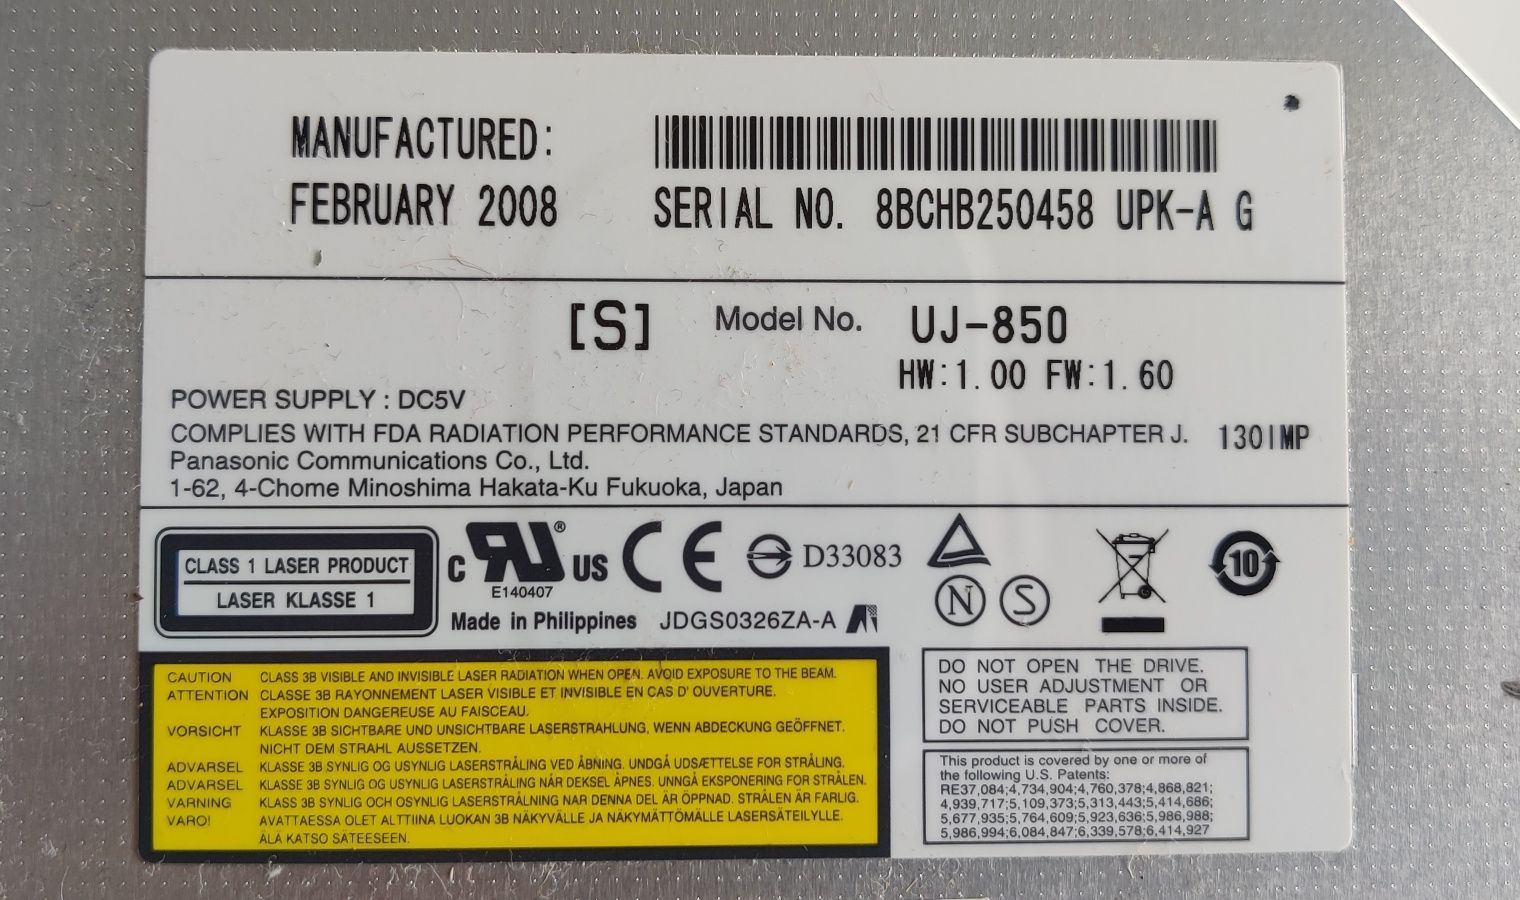 MANUFACTURED:
FEBRUARY 2008
SERIAL NO. 8BCHB250458 UPK-A G
[S] Model No. UJ-850
HW:1.00 FW:1.60
POWER SUPPLY : DC5V
COMPLIES WITH FDA RADIATION PERFORMANCE STANDARDS, 21 CFR SUBCHAPTER J. 1301MP
Panasonic Communications Co., Ltd.
1-62, 4-Chome Minoshima Hakata-Ku Fukuoka, Japan
CLASS 1 LASER PRODUCT
LASER KLASSE 1
C RU® US
E140407
CE
D33083
Made in Philippines JDGS0326ZA-A
N S
10
CAUTION CLASS 3B VISIBLE AND INVISIBLE LASER RADIATION WHEN OPEN. AVOID EXPOSURE TO THE BEAM.
ATTENTION CLASSE 3B RAYONNEMENT LASER VISIBLE ET INVISIBLE EN CAS D' OUVERTURE.
EXPOSITION DANGEREUSE AU FAISCEAU.
VORSICHT KLASSE 3B SICHTBARE UND UNSICHTBARE LASERSTRAHLUNG, WENN ABDECKUNG GEÖFFNET.
NICHT DEM STRAHL AUSSETZEN.
ADVARSEL KLASSE 3B SYNLIG OG USYNLIG LASERSTRÅLING VED ÅBNING. UNDGÅ UDSÆTTELSE FOR STRÅLING.
ADVARSEL KLASSE 3B SYNLIG OG USYNLIG LASERSTRÅLING NÅR DEKSEL ÅPNES. UNNGÅ EKSPONERING FOR STRÅLEN.
VARNING KLASS 3B SYNLIG OCH OSYNLIG LASERSTRÅLNING NÄR DENNA DEL ÄR ÖPPNAD. STRÅLEN ÄR FARLIG.
VARO! AVATTAESSA OLET ALTTIINA LUOKAN 3B NÄKYVÄLLE JA NÄKYMÄTTÖMÄLLE LASERSÄTEILYLLE.
ÄLÄ KATSO SÄTEESEEN.
DO NOT OPEN THE DRIVE.
NO USER ADJUSTMENT OR
SERVICEABLE PARTS INSIDE.
DO NOT PUSH COVER.
This product is covered by one or more of
the following U.S. Patents:
RE37,084;4,734,904;4,760,378;4,868,821;
4,939,717;5,109,373;5,313,443;5,414,686;
5,677,935;5,764,609;5,923,636;5,986,988;
5,986,994;6,084,847;6,339,578;6,414,927